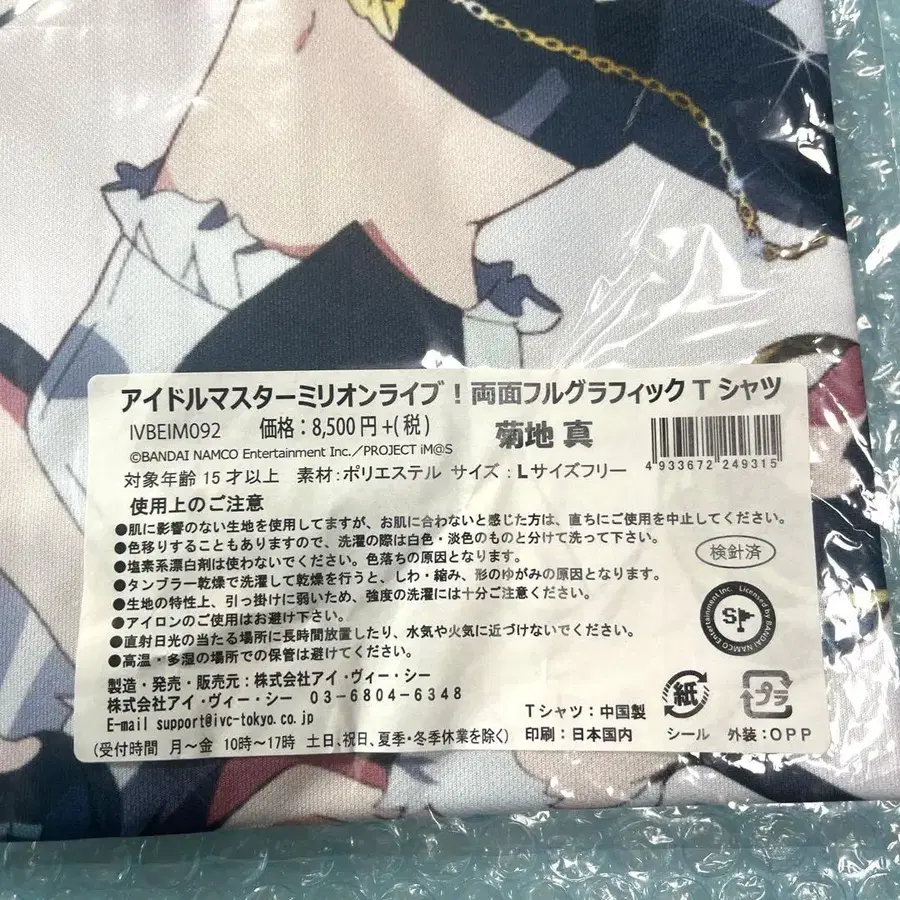 アイドルマスターミリオンライブ！両面フルグラフィックTシャツ
IVBEIM092 価格：8,500円+(税) 菊地 真
©BANDAI NAMCO Entertainment Inc./PROJECT iM@S
4 933672 249315
対象年齢15才以上 素材：ポリエステル サイズ：Lサイズフリー
使用上のご注意
●肌に影響のない生地を使用してますが、お肌に合わないと感じた方は、直ちにご使用を中止してください。
●色移りすることもありますので、洗濯の際は白色・淡色のものと分けて洗って下さい。
●塩素系漂白剤は使わないでください。色落ちの原因となります。
●タンブラー乾燥で洗濯して乾燥を行うと、しわ・縮み、形のゆがみの原因となります。
●生地の特性上、引っ掛けに弱いため、強度の洗濯には十分ご注意ください。
●アイロンのご使用はお避け下さい。
●直射日光の当たる場所に長時間放置したり、水気や火気に近づけないでください。
●高温・多湿の場所での保管は避けてください。
検針済
Licensed by BANDAI NAMCO Entertainment Inc.
S
製造・発売・販売元：株式会社アイ・ヴィー・シー
株式会社アイ・ヴィー・シー 03-6804-6348
E-mail support@ivc-tokyo.co.jp
(受付時間 月〜金 10時〜17時 土日、祝日、夏季・冬季休業を除く)
Tシャツ：中国製
印刷：日本国内
紙
シール
プラ
外装：OPP